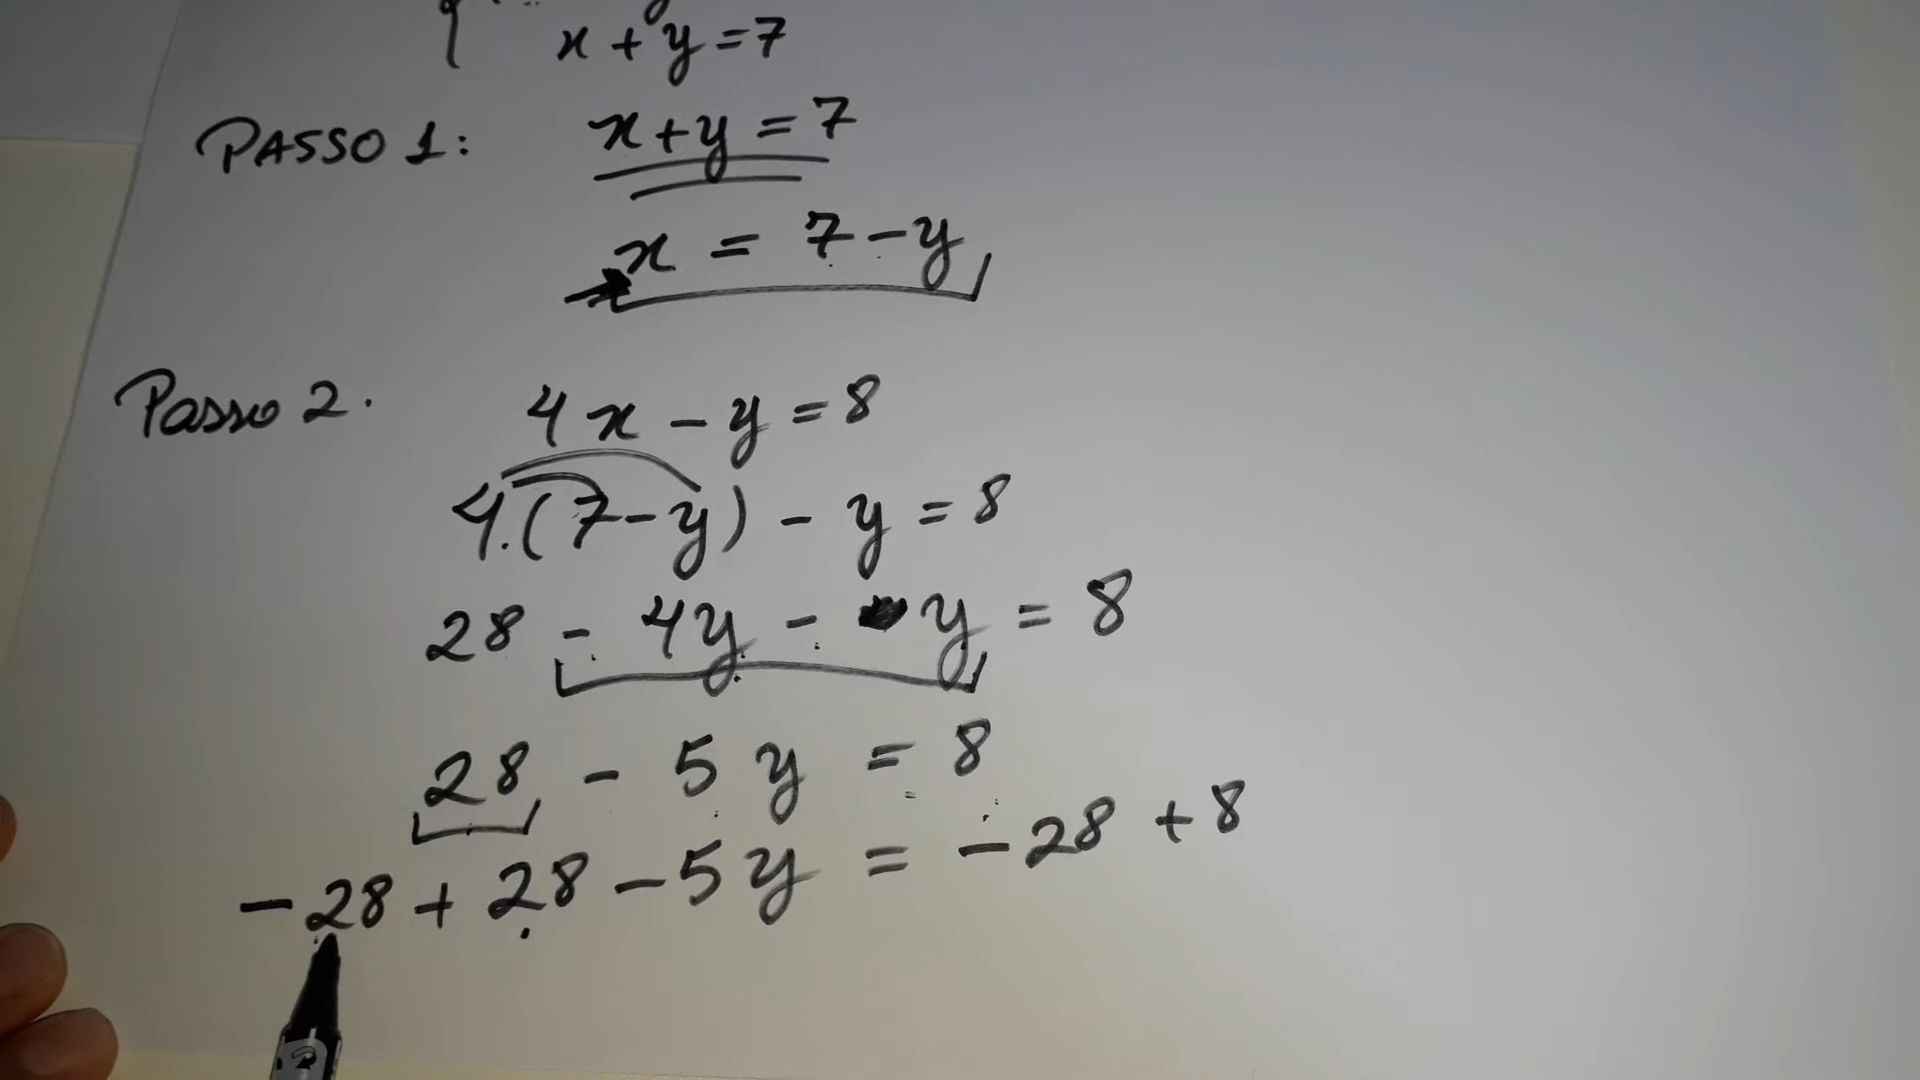 x + y = 7
PASSO 1: x + y = 7
x = 7 - y
Passo 2. 4x - y = 8
4.(7 - y) - y = 8
28 - 4y - y = 8
28 - 5y = 8
-28 + 28 - 5y = -28 + 8